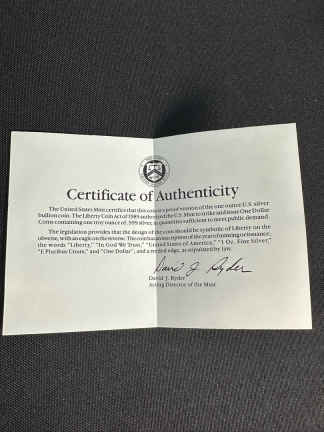 Certificate of Authenticity
The United States Mint certifies that this coin is a proof version of the one ounce U.S. silver
bullion coin. The Liberty Coin Act of 1985 authorized the U.S. Mint to strike and issue One Dollar
Coins containing one troy ounce of .999 silver, in quantities sufficient to meet public demand.
The legislation provides that the design of the coin should be symbolic of Liberty on the
obverse, with an eagle on the reverse. The coin has an inscription of the year of minting or issuance,
the words "Liberty," "In God We Trust," "United States of America," "1 Oz. Fine Silver,"
"E Pluribus Unum," and "One Dollar", and a reeded edge, as stipulated by law.
David J. Ryder
David J. Ryder
Acting Director of the Mint